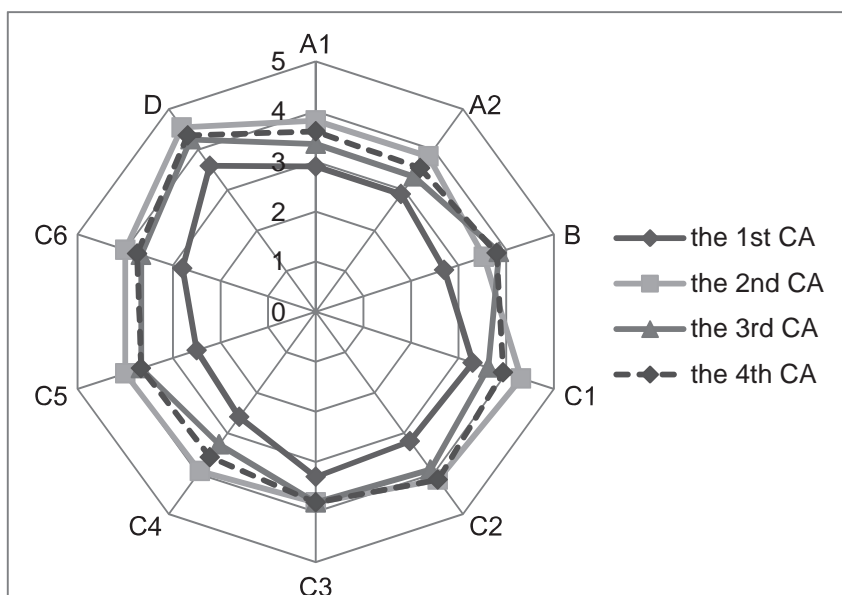 A1
5
D
A2
4
3
2
C6
B
1
the 1st CA
0
the 2nd CA
the 3rd CA
the 4th CA
C5
C1
C4
C2
C3